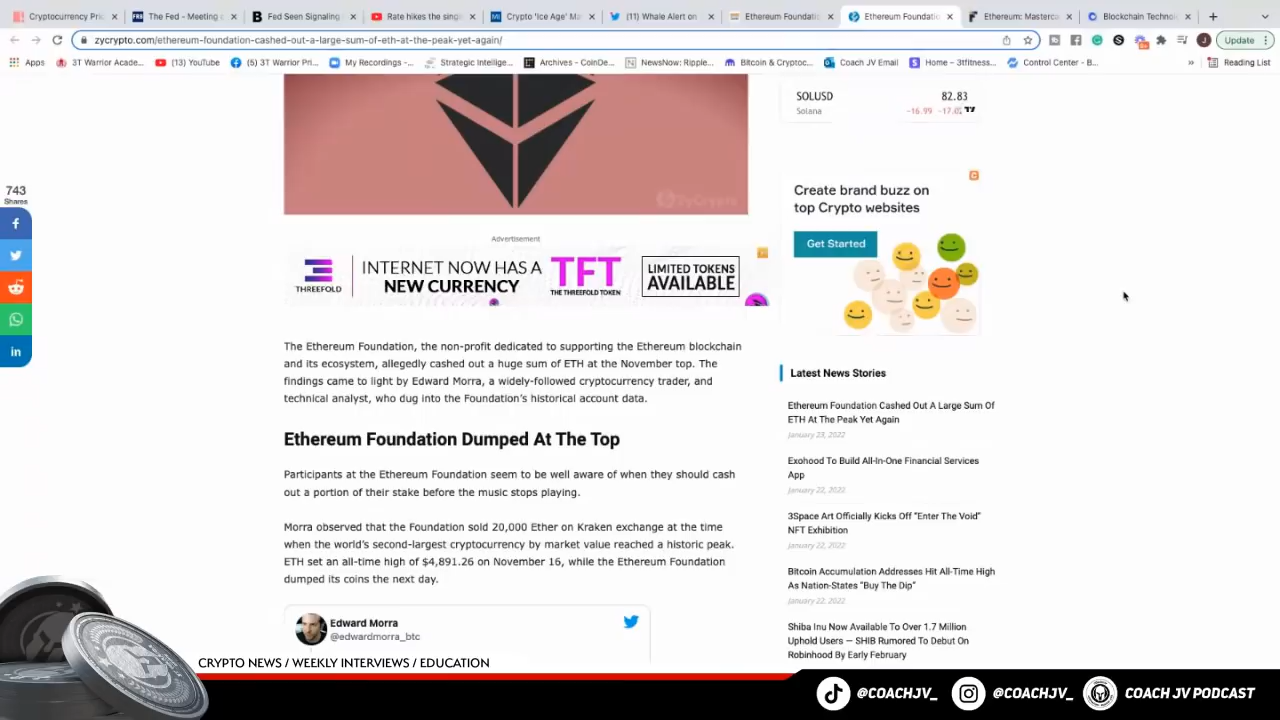 Cryptocurrency Pric
The Fed - Meeting c
Fed Seen Signaling
Rate hikes the singl
Crypto 'Ice Age' Ma
(11) Whale Alert on
Ethereum Foundati
Ethereum Foundatio
Ethereum: Masterca
Blockchain Technol
zycrypto.com/ethereum-foundation-cashed-out-a-large-sum-of-eth-at-the-peak-yet-again/
Update
Apps
3T Warrior Acade...
(13) YouTube
(5) 3T Warrior Pri...
My Recordings -...
Strategic Intellige...
Archives - CoinDe...
NewsNow: Ripple...
Bitcoin & Cryptoc...
Coach JV Email
Home – 3tfitness...
Control Center - B...
»
Reading List
743
Shares
SOLUSD 82.83
Solana -16.99
ZyCrypto
Create brand buzz on
top Crypto websites
Get Started
Advertisement
THREEFOLD
INTERNET NOW HAS A
NEW CURRENCY
TFT
THE THREEFOLD TOKEN
LIMITED TOKENS
AVAILABLE
The Ethereum Foundation, the non-profit dedicated to supporting the Ethereum blockchain
and its ecosystem, allegedly cashed out a huge sum of ETH at the November top. The
findings came to light by Edward Morra, a widely-followed cryptocurrency trader, and
technical analyst, who dug into the Foundation's historical account data.
Ethereum Foundation Dumped At The Top
Participants at the Ethereum Foundation seem to be well aware of when they should cash
out a portion of their stake before the music stops playing.
Morra observed that the Foundation sold 20,000 Ether on Kraken exchange at the time
when the world's second-largest cryptocurrency by market value reached a historic peak.
ETH set an all-time high of $4,891.26 on November 16, while the Ethereum Foundation
dumped its coins the next day.
Edward Morra
@edwardmorra_btc
Latest News Stories
Ethereum Foundation Cashed Out A Large Sum Of
ETH At The Peak Yet Again
January 23, 2022
Exohood To Build All-In-One Financial Services
App
January 22, 2022
3Space Art Officially Kicks Off "Enter The Void"
NFT Exhibition
January 22, 2022
Bitcoin Accumulation Addresses Hit All-Time High
As Nation-States "Buy The Dip"
January 22, 2022
Shiba Inu Now Available To Over 1.7 Million
Uphold Users — SHIB Rumored To Debut On
Robinhood By Early February
CRYPTO NEWS / WEEKLY INTERVIEWS / EDUCATION
@COACHJV_
@COACHJV_
COACH JV PODCAST